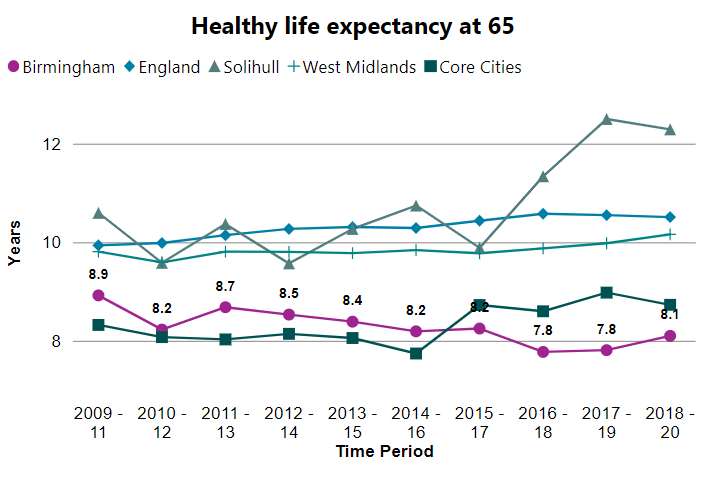 Healthy life expectancy at 65
Birmingham England Solihull West Midlands Core Cities
12
10
8
Years
8.9
8.2
8.7
8.5
8.4
8.2
8.2
7.8
7.8
8.1
2009 - 2010 - 2011 - 2012 - 2013 - 2014 - 2015 - 2016 - 2017 - 2018 -
11 12 13 14 15 16 17 18 19 20
Time Period